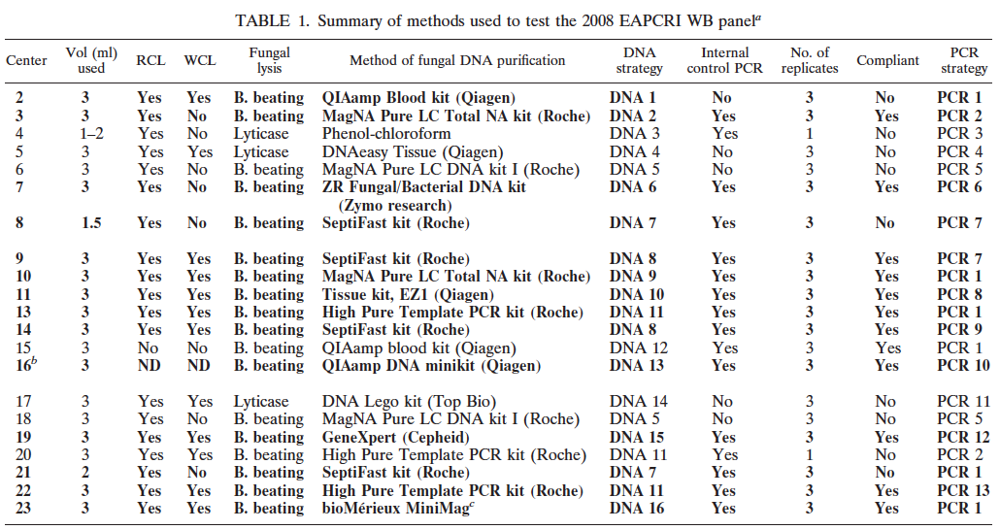 TABLE 1. Summary of methods used to test the 2008 EAPCRI WB panelᵃ
Center Vol (ml) used RCL WCL Fungal lysis Method of fungal DNA purification DNA strategy Internal control PCR No. of replicates Compliant PCR strategy
2 3 Yes Yes B. beating QIAamp Blood kit (Qiagen) DNA 1 No 3 No PCR 1
3 3 Yes No B. beating MagNA Pure LC Total NA kit (Roche) DNA 2 Yes 3 Yes PCR 2
4 1–2 Yes No Lyticase Phenol-chloroform DNA 3 Yes 1 No PCR 3
5 3 Yes Yes Lyticase DNAeasy Tissue (Qiagen) DNA 4 No 3 No PCR 4
6 3 Yes No B. beating MagNA Pure LC DNA kit I (Roche) DNA 5 No 3 No PCR 5
7 3 Yes No B. beating ZR Fungal/Bacterial DNA kit DNA 6 Yes 3 Yes PCR 6
(Zymo research)
8 1.5 Yes No B. beating SeptiFast kit (Roche) DNA 7 Yes 3 No PCR 7
9 3 Yes Yes B. beating SeptiFast kit (Roche) DNA 8 Yes 3 Yes PCR 7
10 3 Yes Yes B. beating MagNA Pure LC Total NA kit (Roche) DNA 9 Yes 3 Yes PCR 1
11 3 Yes Yes B. beating Tissue kit, EZ1 (Qiagen) DNA 10 Yes 3 Yes PCR 8
13 3 Yes Yes B. beating High Pure Template PCR kit (Roche) DNA 11 Yes 3 Yes PCR 1
14 3 Yes Yes B. beating SeptiFast kit (Roche) DNA 8 Yes 3 Yes PCR 9
15 3 No No B. beating QIAamp blood kit (Qiagen) DNA 12 Yes 3 Yes PCR 1
16ᵇ 3 ND ND B. beating QIAamp DNA minikit (Qiagen) DNA 13 Yes 3 Yes PCR 10
17 3 Yes Yes Lyticase DNA Lego kit (Top Bio) DNA 14 No 3 No PCR 11
18 3 Yes No B. beating MagNA Pure LC DNA kit I (Roche) DNA 5 No 3 No PCR 5
19 3 Yes Yes B. beating GeneXpert (Cepheid) DNA 15 Yes 3 Yes PCR 12
20 3 Yes Yes B. beating High Pure Template PCR kit (Roche) DNA 11 Yes 1 No PCR 2
21 2 Yes No B. beating SeptiFast kit (Roche) DNA 7 Yes 3 No PCR 1
22 3 Yes Yes B. beating High Pure Template PCR kit (Roche) DNA 11 Yes 3 Yes PCR 13
23 3 Yes Yes B. beating bioMérieux MiniMagᶜ DNA 16 Yes 3 Yes PCR 1